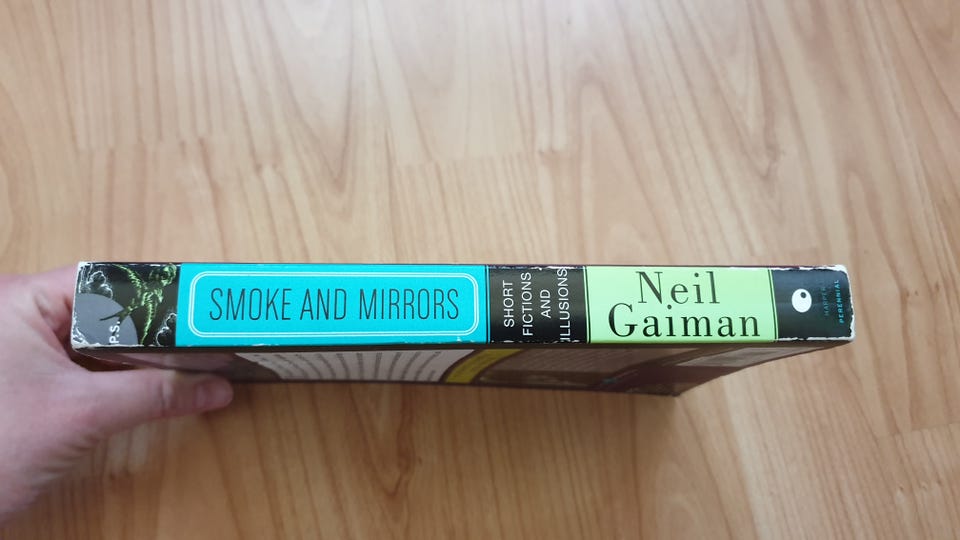 P.S.
SMOKE AND MIRRORS
SHORT
FICTIONS
AND
ILLUSIONS
Neil
Gaiman
HARPER
PERENNIAL